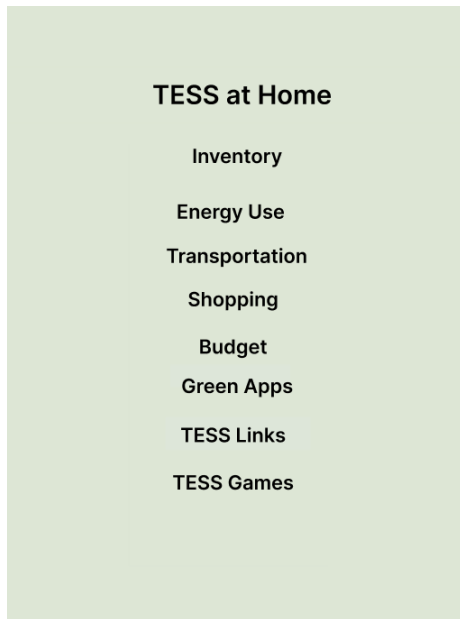 TESS at Home
Inventory
Energy Use
Transportation
Shopping
Budget
Green Apps
TESS Links
TESS Games